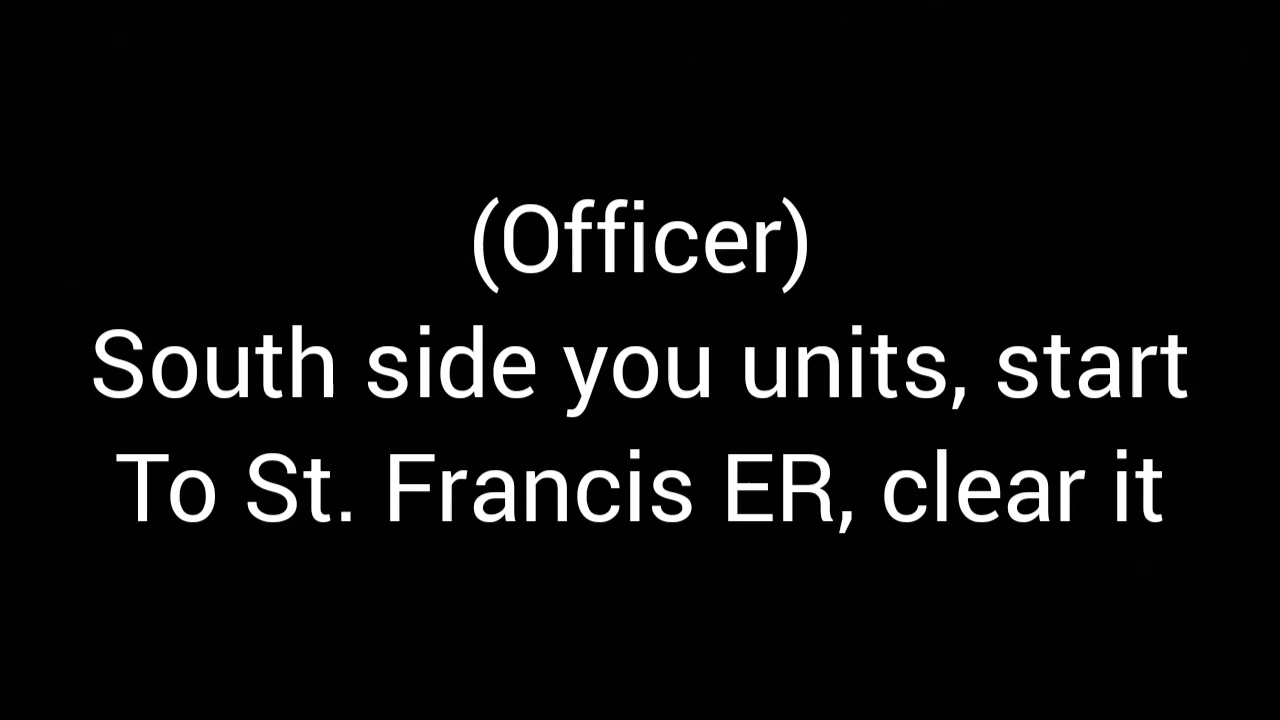 (Officer)
South side you units, start
To St. Francis ER, clear it